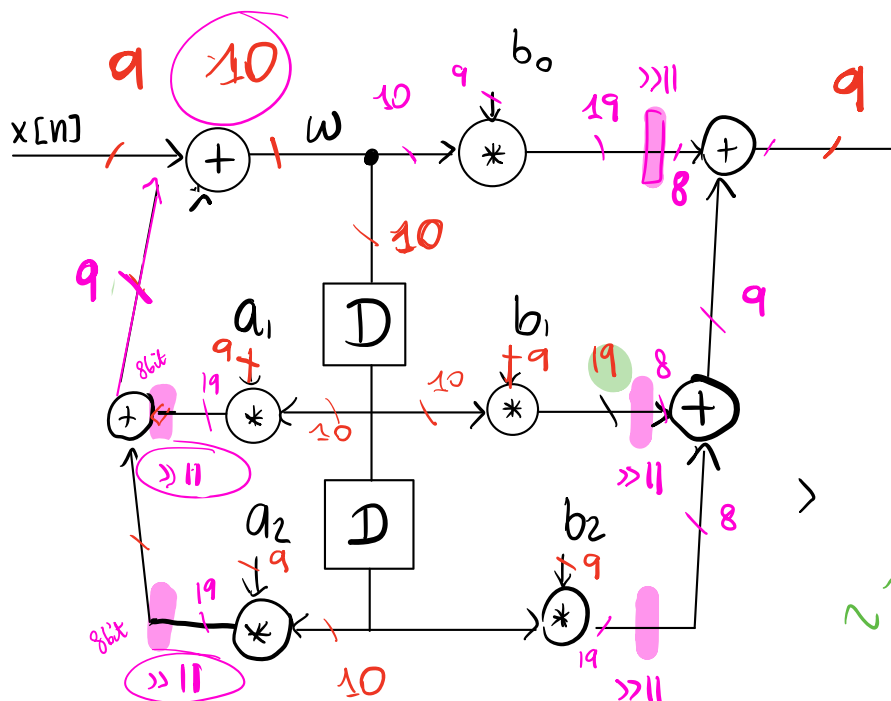 9 10 b₀
x[n] ω 10 9 19 >>11 9
+ * 8 +
10
9 D 9
a₁ b₁
8bit 19 9 9 19 8
+ * 10 10 * +
>>11 >>11
D
a₂ b₂ 8
19 9 9
8bit * *
>>11 10 19 >>11